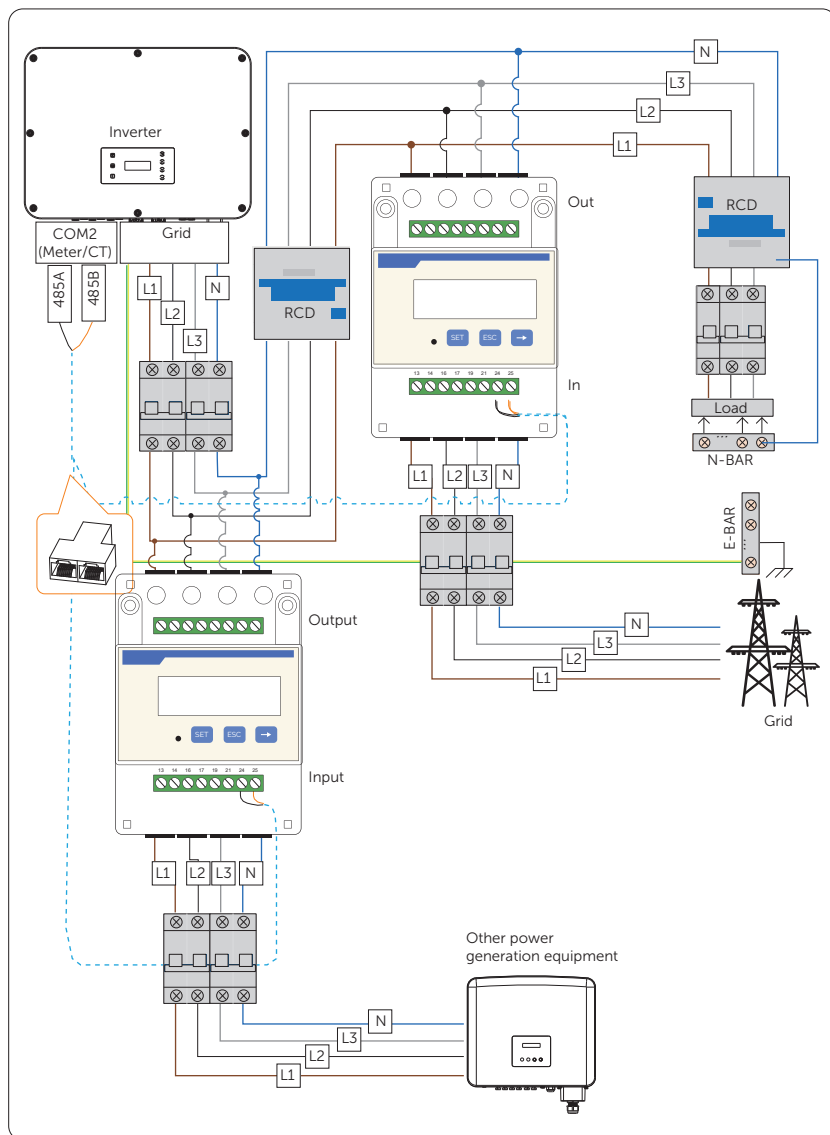 N
L3
L2
L1
Inverter
COM2
(Meter/CT)
Grid
485A
485B
L1
L2
L3
N
RCD
Out
SET
ESC
13 14 16 17 19 21 24 25
In
RCD
Load
N-BAR
L1
L2
L3
N
E-BAR
N
L3
L2
L1
Grid
Output
SET
ESC
13 14 16 17 19 21 24 25
Input
L1
L2
L3
N
Other power
generation equipment
N
L3
L2
L1